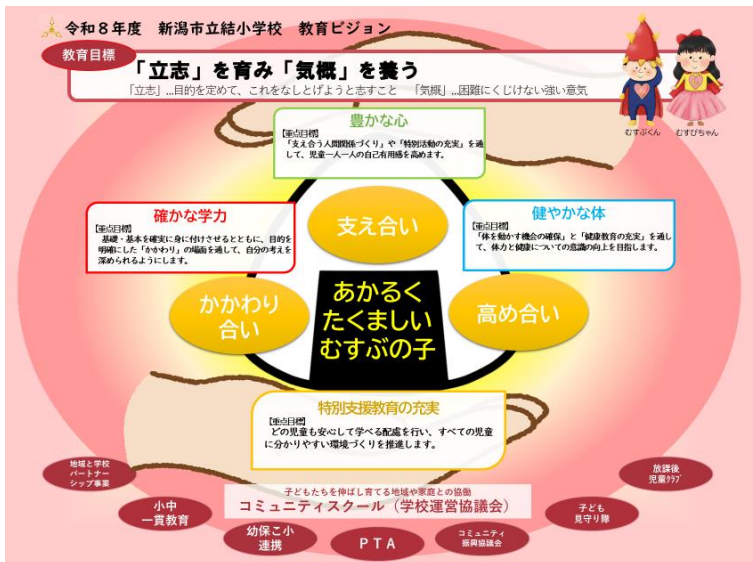 令和８年度　新潟市立結小学校　教育ビジョン
教育目標
「立志」を育み「気概」を養う
「立志」…目的を定めて、これをなしとげようと志すこと　「気概」…困難にくじけない強い意気
むすぶくん　むすびちゃん
豊かな心
【重点目標】
「支え合う人間関係づくり」や「特別活動の充実」を通
して、児童一人一人の自己有用感を高めます。
確かな学力
【重点目標】
基礎・基本を確実に身に付けさせるとともに、目的を
明確にした「かかわり」の場面を通して、自分の考えを
深められるようにします。
支え合い
健やかな体
【重点目標】
「体を動かす機会の確保」と「健康教育の充実」を通し
て、体力と健康についての意識の向上を目指します。
かかわり
合い
あかるく
たくましい
むすぶの子
高め合い
特別支援教育の充実
【重点目標】
どの児童も安心して学べる配慮を行い、すべての児童
に分かりやすい環境づくりを推進します。
地域と学校
パートナー
シップ事業
小中
一貫教育
幼保こ小
連携
子どもたちを伸ばし育てる地域や家庭との協働
コミュニティスクール（学校運営協議会）
ＰＴＡ
コミュニティ
振興協議会
子ども
見守り隊
放課後
児童クラブ